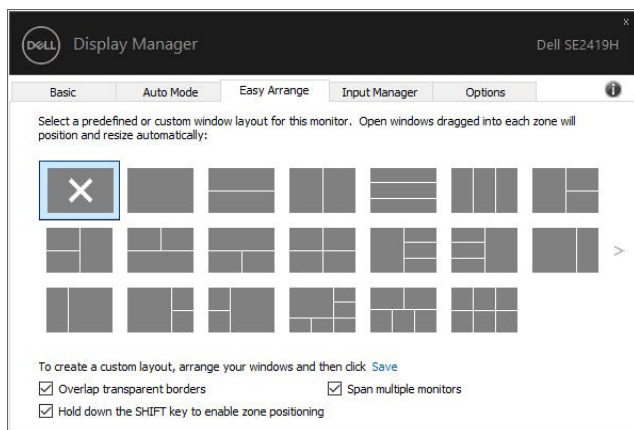 x
DELL Display Manager Dell SE2419H
Basic Auto Mode Easy Arrange Input Manager Options i
Select a predefined or custom window layout for this monitor. Open windows dragged into each zone will
position and resize automatically:
>
To create a custom layout, arrange your windows and then click Save
Overlap transparent borders Span multiple monitors
Hold down the SHIFT key to enable zone positioning